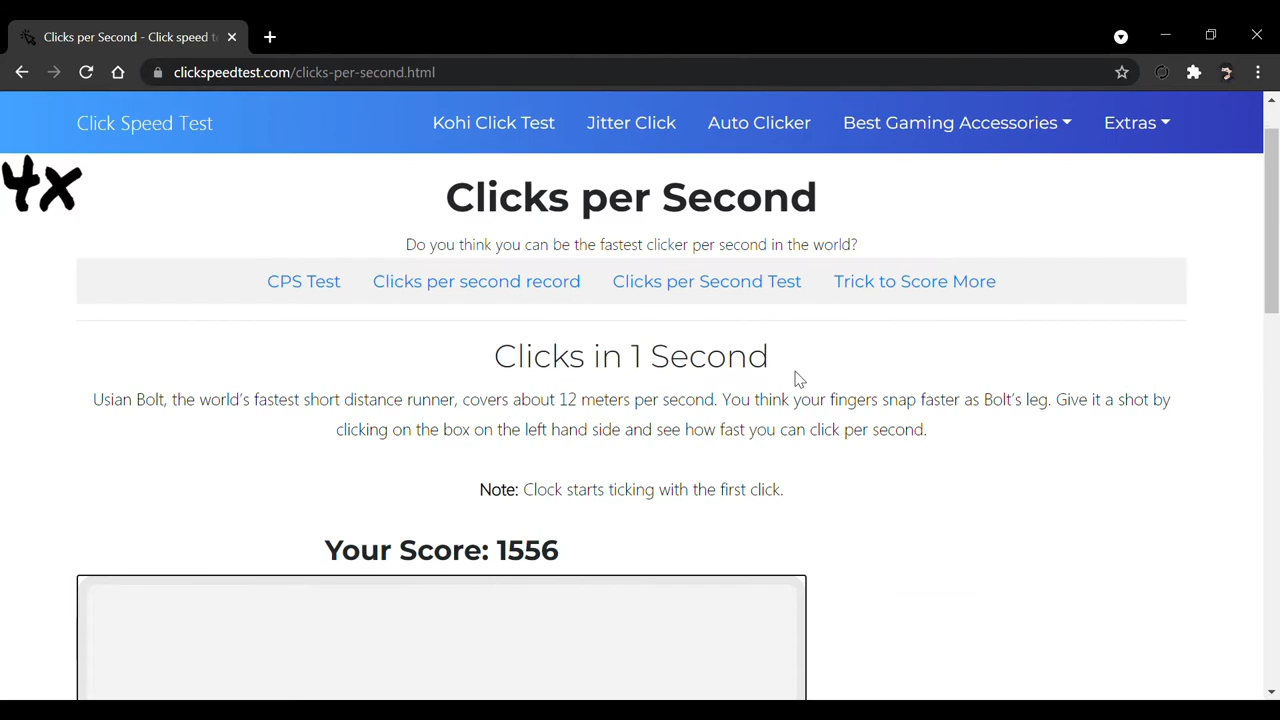 Clicks per Second - Click speed t
clickspeedtest.com/clicks-per-second.html
Click Speed Test
Kohi Click Test
Jitter Click
Auto Clicker
Best Gaming Accessories
Extras
4x
Clicks per Second
Do you think you can be the fastest clicker per second in the world?
CPS Test
Clicks per second record
Clicks per Second Test
Trick to Score More
Clicks in 1 Second
Usian Bolt, the world's fastest short distance runner, covers about 12 meters per second. You think your fingers snap faster as Bolt's leg. Give it a shot by
clicking on the box on the left hand side and see how fast you can click per second.
Note: Clock starts ticking with the first click.
Your Score: 1556